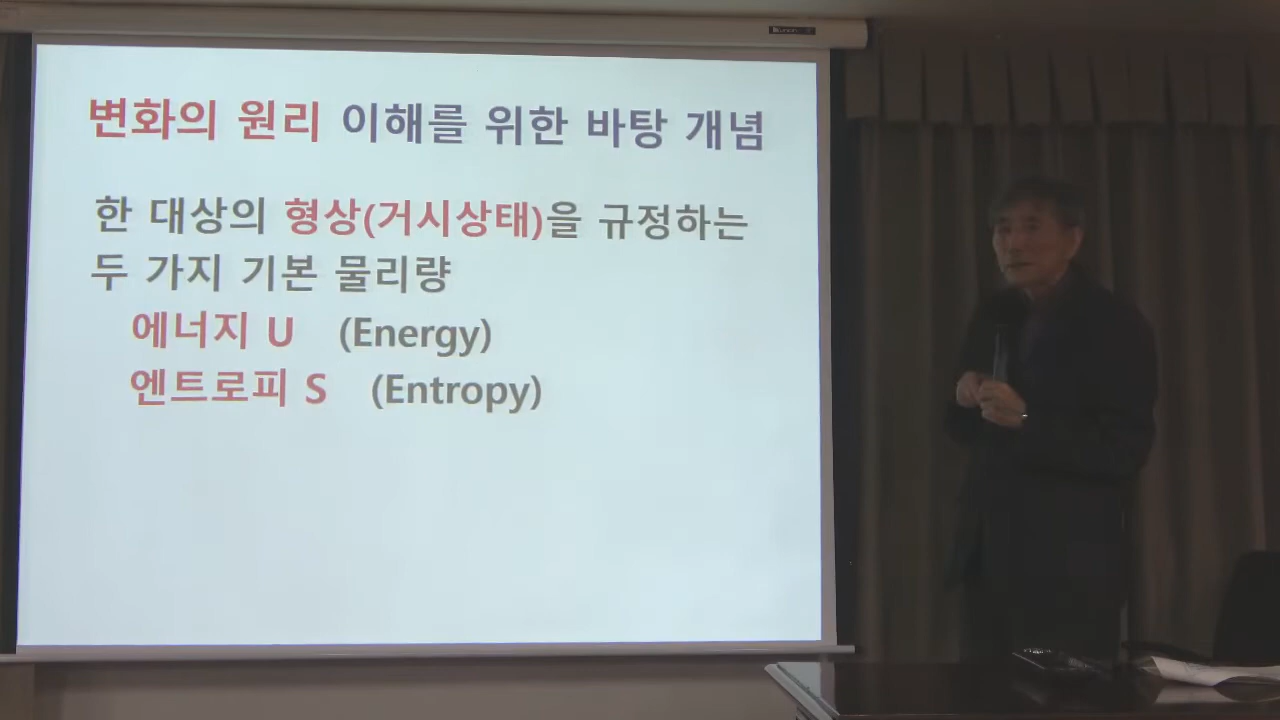 변화의 원리 이해를 위한 바탕 개념
한 대상의 형상(거시상태)을 규정하는
두 가지 기본 물리량
에너지 U (Energy)
엔트로피 S (Entropy)